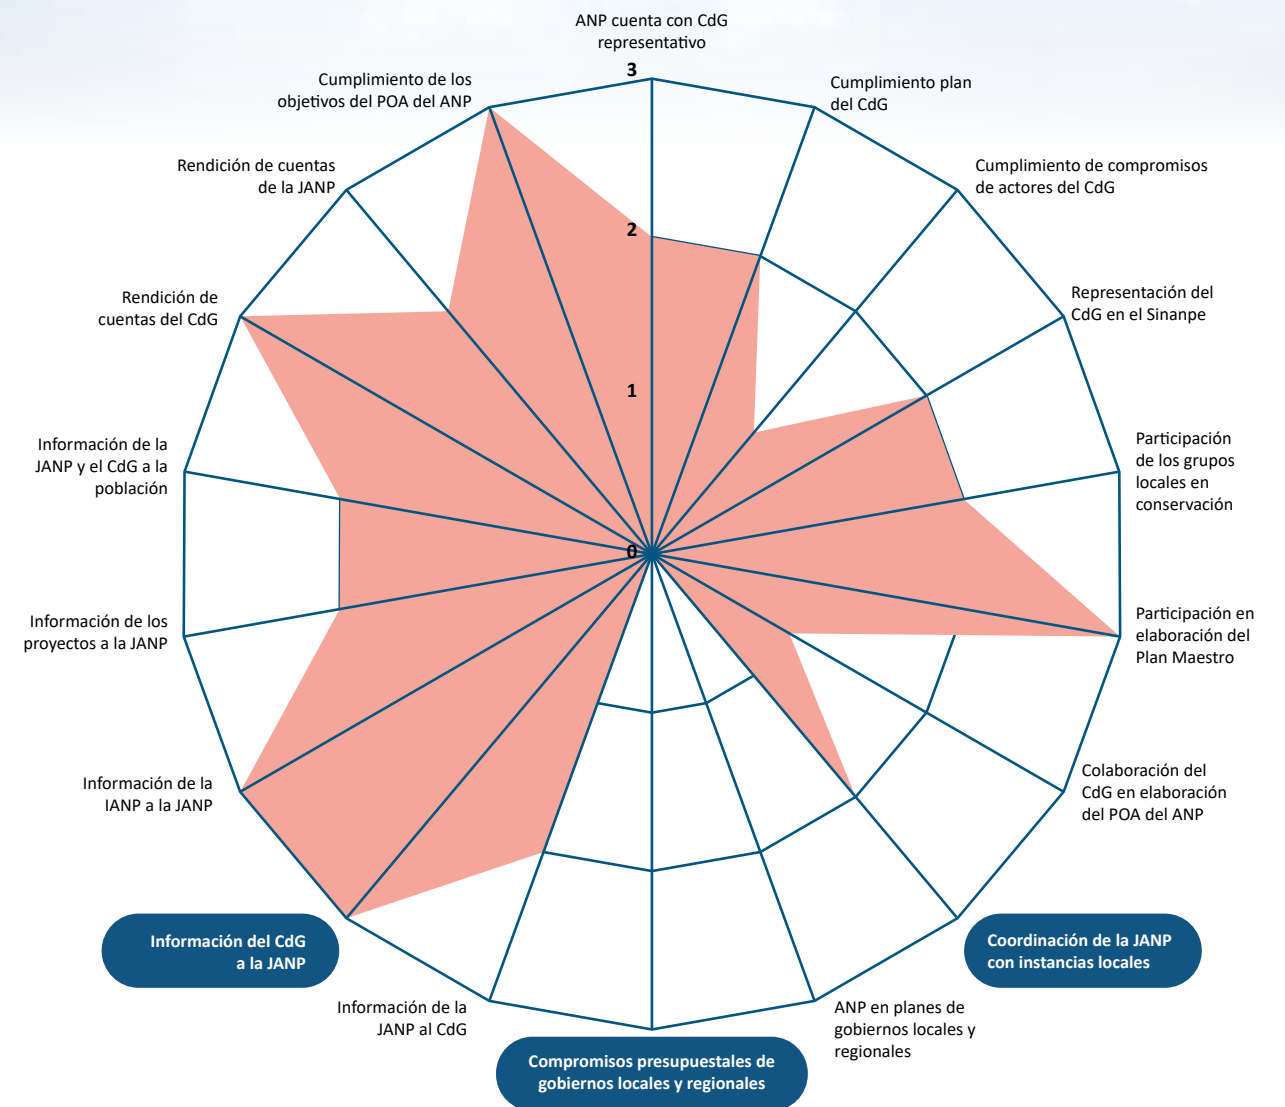 ANP cuenta con CdG
representativo
Cumplimiento plan
del CdG
Cumplimiento de compromisos
de actores del CdG
Representación del
CdG en el Sinanpe
Participación
de los grupos
locales en
conservación
Participación en
elaboración del
Plan Maestro
Colaboración del
CdG en elaboración
del POA del ANP
Coordinación de la JANP
con instancias locales
ANP en planes de
gobiernos locales y
regionales
Compromisos presupuestales de
gobiernos locales y regionales
Información de la
JANP al CdG
Información del CdG
a la JANP
Información de la
IANP a la JANP
Información de los
proyectos a la JANP
Información de la
JANP y el CdG a la
población
Rendición de
cuentas del CdG
Rendición de cuentas
de la JANP
Cumplimiento de los
objetivos del POA del ANP
3
2
1
0